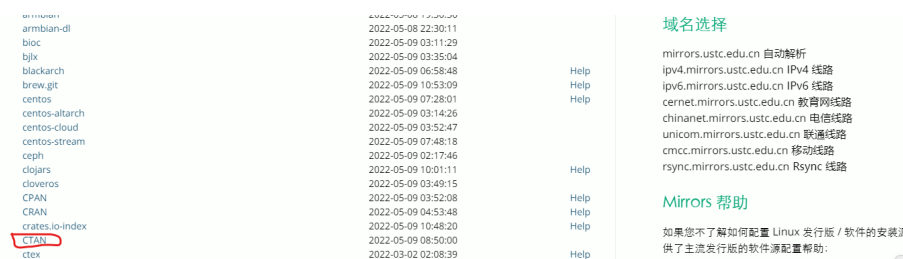 armbian 2022-05-08 19:50:50
armbian-dl 2022-05-08 22:30:11
bioc 2022-05-09 03:11:29
bjlx 2022-05-09 03:35:04
blackarch 2022-05-09 06:58:48 Help
brew.git 2022-05-09 10:53:09 Help
centos 2022-05-09 07:28:01 Help
centos-altarch 2022-05-09 03:14:26
centos-cloud 2022-05-09 03:52:47
centos-stream 2022-05-09 07:48:18
ceph 2022-05-09 02:17:46
clojars 2022-05-09 10:01:11 Help
cloveros 2022-05-09 03:49:15
CPAN 2022-05-09 03:52:08 Help
CRAN 2022-05-09 04:53:48 Help
crates.io-index 2022-05-09 10:48:20 Help
CTAN 2022-05-09 08:50:00
ctex 2022-03-02 02:08:39 Help
域名选择
mirrors.ustc.edu.cn 自动解析
ipv4.mirrors.ustc.edu.cn IPv4 线路
ipv6.mirrors.ustc.edu.cn IPv6 线路
cernet.mirrors.ustc.edu.cn 教育网线路
chinanet.mirrors.ustc.edu.cn 电信线路
unicom.mirrors.ustc.edu.cn 联通线路
cmcc.mirrors.ustc.edu.cn 移动线路
rsync.mirrors.ustc.edu.cn Rsync 线路
Mirrors 帮助
如果您不了解如何配置 Linux 发行版 / 软件的安装源
供了主流发行版的软件源配置帮助: